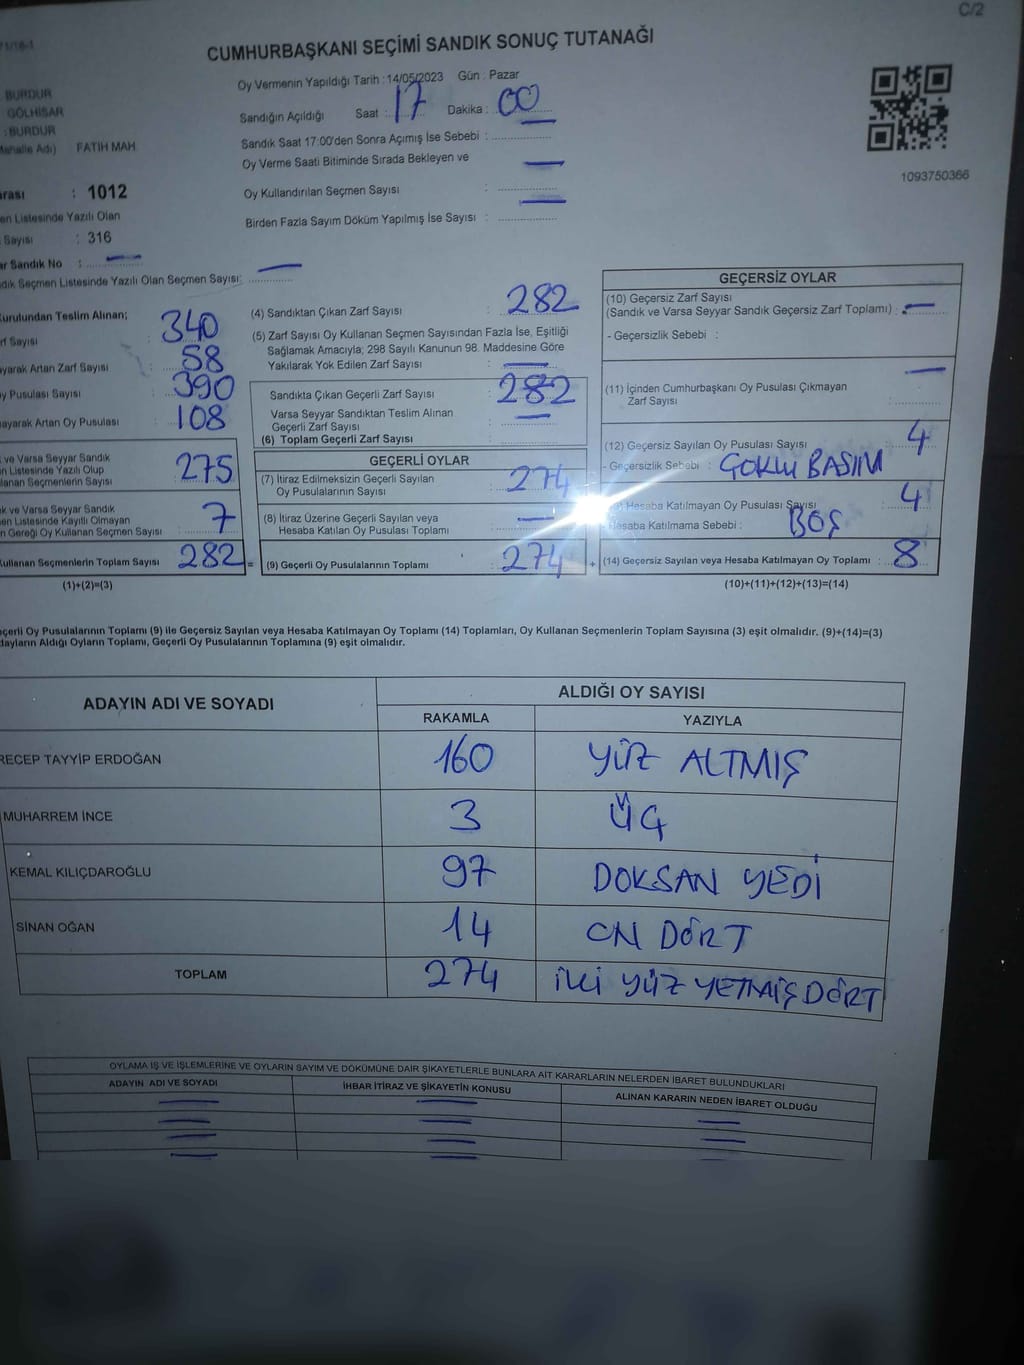 C/2
CUMHURBAŞKANI SEÇİMİ SANDIK SONUÇ TUTANAĞI
Oy Vermenin Yapıldığı Tarih : 14/05/2023 Gün : Pazar
BURDUR
GÖLHİSAR
: BURDUR
Mahalle Adı) FATİH MAH.
Sandığın Açıldığı Saat : 17 Dakika : 00
Sandık Saat 17:00'den Sonra Açımış İse Sebebi :
Oy Verme Saati Bitiminde Sırada Bekleyen ve
Oy Kullandırılan Seçmen Sayısı :
Birden Fazla Sayım Döküm Yapılmış İse Sayısı :
1093750366
rası : 1012
en Listesinde Yazılı Olan
Sayısı : 316
ar Sandık No :
dık Seçmen Listesinde Yazılı Olan Seçmen Sayısı:
urulundan Teslim Alınan;
rf Sayısı : 340
yarak Artan Zarf Sayısı : 58
y Pusulası Sayısı : 390
ayarak Artan Oy Pusulası : 108
k ve Varsa Seyyar Sandık
en Listesinde Yazılı Olup
llanan Seçmenlerin Sayısı 275
k ve Varsa Seyyar Sandık
en Listesinde Kayıtlı Olmayan
n Gereği Oy Kullanan Seçmen Sayısı 7
ullanan Seçmenlerin Toplam Sayısı 282 =
(1)+(2)=(3)
(4) Sandıktan Çıkan Zarf Sayısı : 282
(5) Zarf Sayısı Oy Kullanan Seçmen Sayısından Fazla İse, Eşitliği
Sağlamak Amacıyla; 298 Sayılı Kanunun 98. Maddesine Göre
Yakılarak Yok Edilen Zarf Sayısı :
Sandıkta Çıkan Geçerli Zarf Sayısı : 282
Varsa Seyyar Sandıktan Teslim Alınan
Geçerli Zarf Sayısı :
(6) Toplam Geçerli Zarf Sayısı :
GEÇERLİ OYLAR
(7) İtiraz Edilmeksizin Geçerli Sayılan
Oy Pusulalarının Sayısı : 274
(8) İtiraz Üzerine Geçerli Sayılan veya
Hesaba Katılan Oy Pusulası Toplamı :
(9) Geçerli Oy Pusulalarının Toplamı : 274 +
GEÇERSİZ OYLAR
(10) Geçersiz Zarf Sayısı
(Sandık ve Varsa Seyyar Sandık Geçersiz Zarf Toplamı) :
- Geçersizlik Sebebi :
(11) İçinden Cumhurbaşkanı Oy Pusulası Çıkmayan
Zarf Sayısı :
(12) Geçersiz Sayılan Oy Pusulası Sayısı : 4
- Geçersizlik Sebebi : ÇOKLU BASIM
Hesaba Katılmayan Oy Pusulası Sayısı : 4
Hesaba Katılmama Sebebi : BOŞ
(14) Geçersiz Sayılan veya Hesaba Katılmayan Oy Toplamı : 8
(10)+(11)+(12)+(13)=(14)
çerli Oy Pusulalarının Toplamı (9) ile Geçersiz Sayılan veya Hesaba Katılmayan Oy Toplamı (14) Toplamları, Oy Kullanan Seçmenlerin Toplam Sayısına (3) eşit olmalıdır. (9)+(14)=(3)
dayların Aldığı Oyların Toplamı, Geçerli Oy Pusulalarının Toplamına (9) eşit olmalıdır.
ADAYIN ADI VE SOYADI ALDIĞI OY SAYISI
RAKAMLA YAZIYLA
RECEP TAYYİP ERDOĞAN 160 YÜZ ALTMIŞ
MUHARREM İNCE 3 ÜÇ
KEMAL KILIÇDAROĞLU 97 DOKSAN YEDİ
SİNAN OĞAN 14 ON DÖRT
TOPLAM 274 İKİ YÜZ YETMİŞ DÖRT
OYLAMA İŞ VE İŞLEMLERİNE VE OYLARIN SAYIM VE DÖKÜMÜNE DAİR ŞİKAYETLERLE BUNLARA AİT KARARLARIN NELERDEN İBARET BULUNDUKLARI
ADAYIN ADI VE SOYADI İHBAR İTİRAZ VE ŞİKAYETİN KONUSU ALINAN KARARIN NEDEN İBARET OLDUĞU